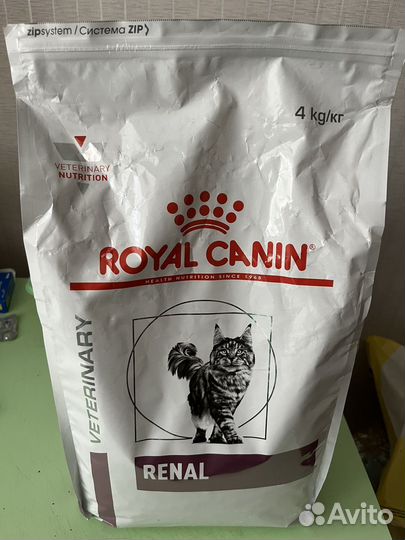 zipsystem / Система ZIP
4 kg/кг
VETERINARY
NUTRITION
ROYAL CANIN®
HEALTH NUTRITION SINCE 1968
VETERINARY
RENAL
Avito